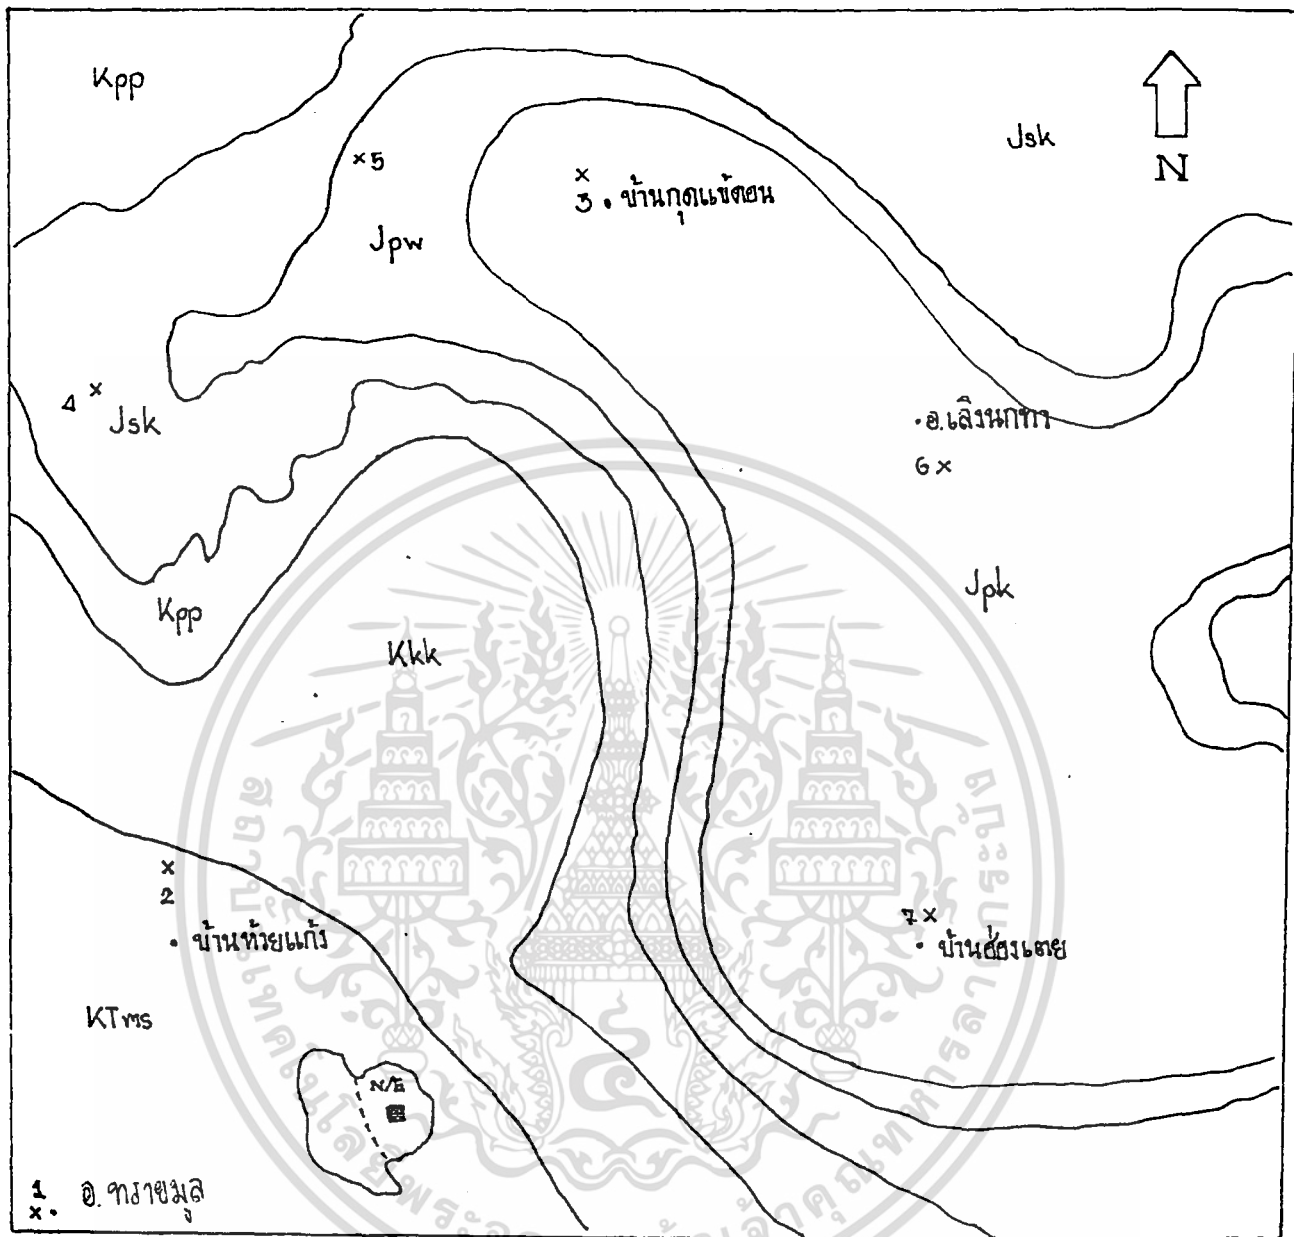 Kpp
Jsk
N
×5
×
3 • บ้านกุดแข้ดอน
Jpw
4 ×
Jsk
• อ.เลิงนกทา
6 ×
Jpk
Kpp
Kkk
×
2
• บ้านห้วยแก้ง
7 ×
• บ้านฮ่องเตย
KTms
1
× • อ. ทรายมูล